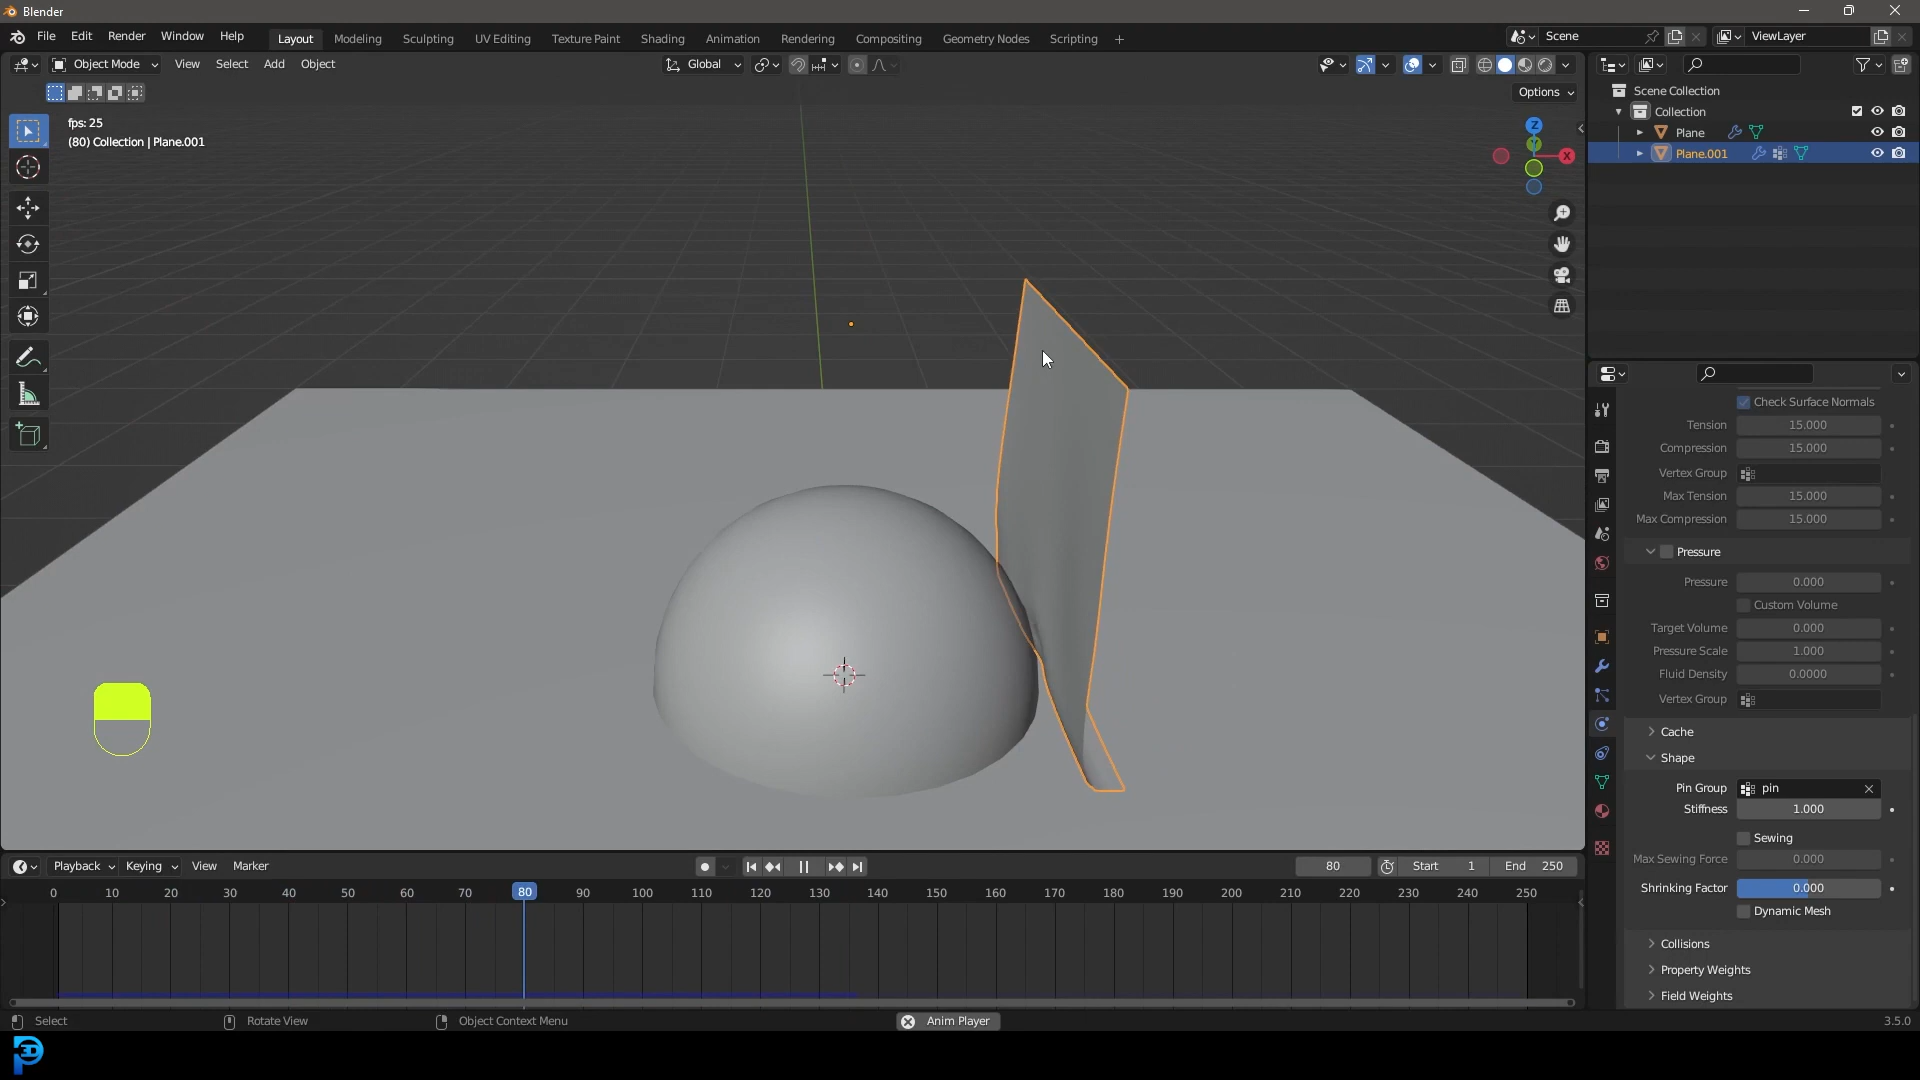 Blender
File Edit Render Window Help Layout Modeling Sculpting UV Editing Texture Paint Shading Animation Rendering Compositing Geometry Nodes Scripting + Scene ViewLayer
Object Mode View Select Add Object Global
Options
fps: 25
(80) Collection | Plane.001
Z
X
Scene Collection
Collection
Plane
Plane.001
Check Surface Normals
Tension 15.000
Compression 15.000
Vertex Group
Max Tension 15.000
Max Compression 15.000
Pressure
Pressure 0.000
Custom Volume
Target Volume 0.000
Pressure Scale 1.000
Fluid Density 0.0000
Vertex Group
Cache
Shape
Pin Group pin
Stiffness 1.000
Sewing
Max Sewing Force 0.000
Shrinking Factor 0.000
Dynamic Mesh
Collisions
Property Weights
Field Weights
Playback Keying View Marker 80 Start 1 End 250
0 10 20 30 40 50 60 70 80 90 100 110 120 130 140 150 160 170 180 190 200 210 220 230 240 250
Select Rotate View Object Context Menu Anim Player 3.5.0